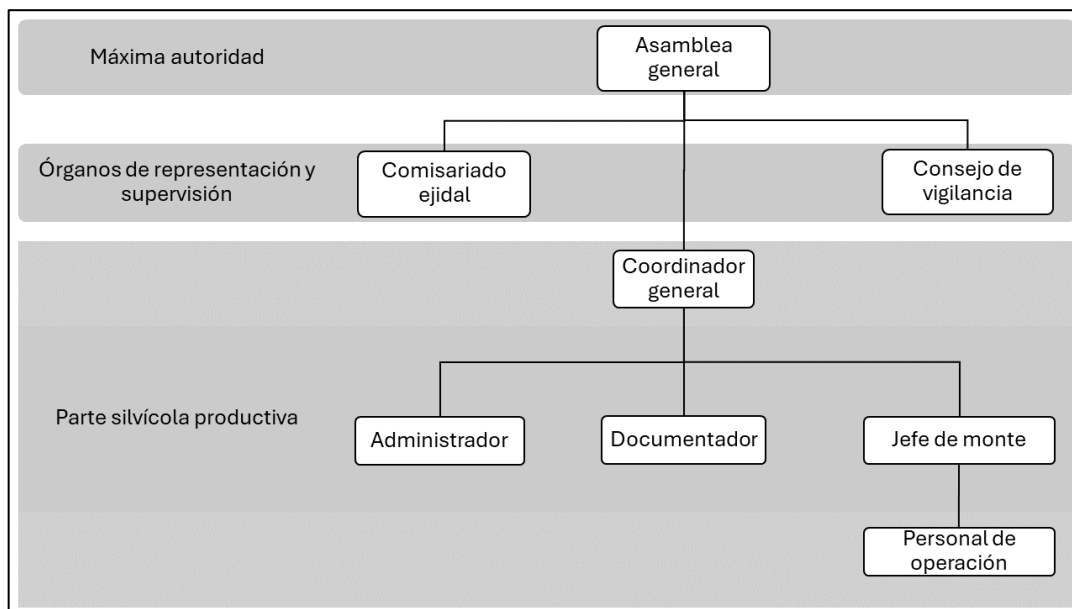 Máxima autoridad
Asamblea
general
Órganos de representación y
supervisión
Comisariado
ejidal
Consejo de
vigilancia
Coordinador
general
Parte silvícola productiva
Administrador
Documentador
Jefe de monte
Personal de
operación